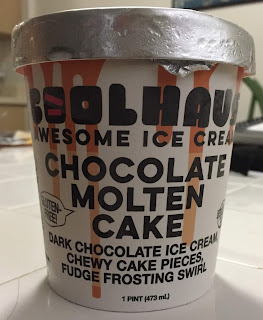 COOLHAUS
AWESOME ICE CREAM
CHOCOLATE
MOLTEN
CAKE
GLUTEN-
FREE!
DARK CHOCOLATE ICE CREAM,
CHEWY CAKE PIECES,
FUDGE FROSTING SWIRL
1 PINT (473 mL)